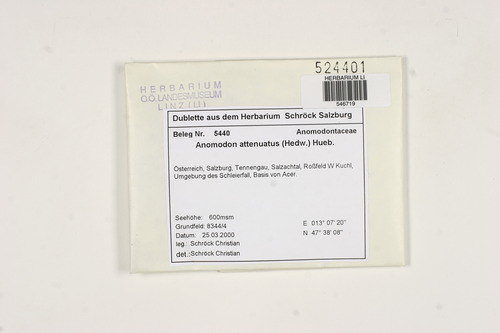 524401
HERBARIUM LI
546719
HERBARIUM
O.Ö. LANDESMUSEUM
LINZ (LI)
Dublette aus dem Herbarium Schröck Salzburg
Beleg Nr. 5440 Anomodontaceae
Anomodon attenuatus (Hedw.) Hueb.
Österreich, Salzburg, Tennengau, Salzachtal, Roßfeld W Kuchl,
Umgebung des Schleierfall, Basis von Acer.
Seehöhe: 600msm E 013° 07' 20''
Grundfeld: 8344/4 N 47° 38' 08''
Datum: 25.03.2000
leg.: Schröck Christian
det.: Schröck Christian